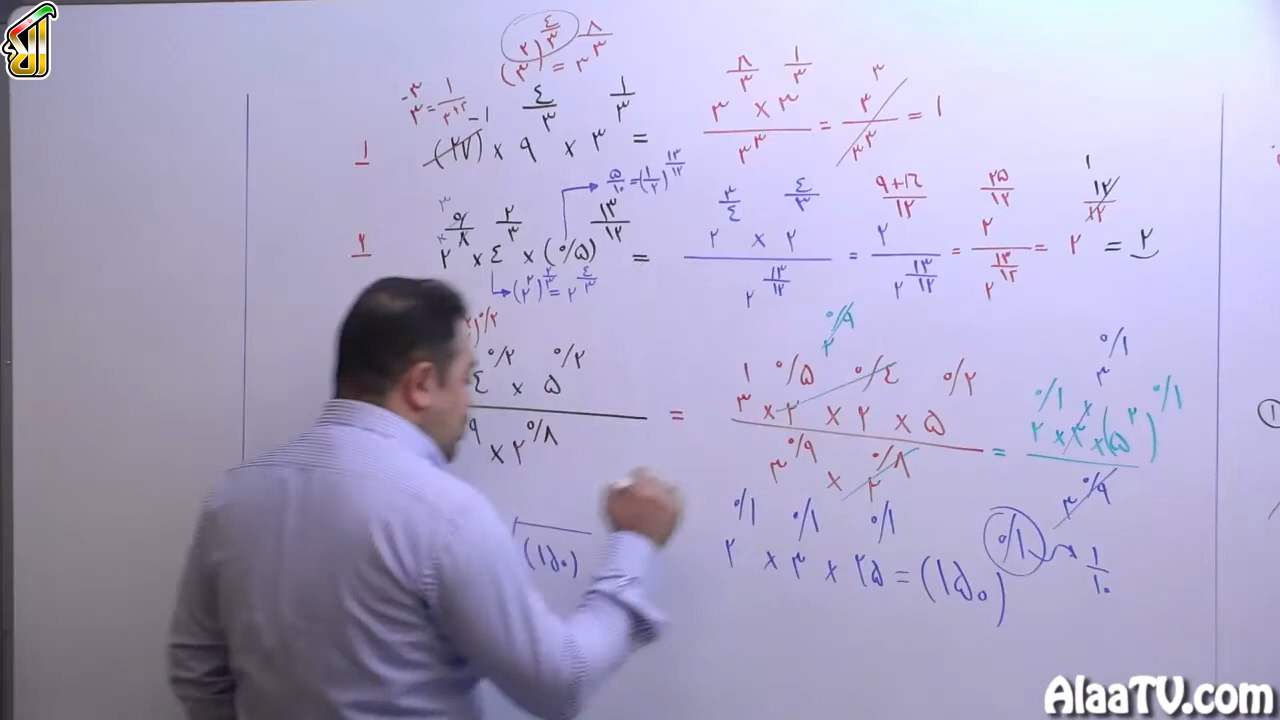 (۳^۲)^(۴/۳) = ۳^(۸/۳)
۳^(-۳) = ۱/۳^(+۳)
۱ (۲۷)^(-۱) × ۹^(۴/۳) × ۳^(۱/۳) = (۳^(۸/۳) × ۳^(۱/۳))/۳^۳ = ۳^۳/۳^۳ = ۱
۵/۱۰ = (۱/۲)^(۱۳/۱۲)
× ۴^(۲/۳) × (۰/۵)^(۱۳/۱۲) = (۲^(۳/۴) × ۲^(۴/۳))/۲^(۱۳/۱۲) = ۲^((۹+۱۶)/۱۲)/۲^(۱۳/۱۲) = ۲^(۲۵/۱۲)/۲^(۱۳/۱۲) = ۲^(۱۲/۱۲) = ۲
(۲^۲)^(۲/۳) = ۲^(۴/۳)
۴^(۰/۲) × ۵^(۰/۲)
× ۲^(۰/۸)
= (۳^۱ × ۲^(۰/۵) × ۲^(۰/۴) × ۵^(۰/۲))/(۳^(۰/۹) × ۲^(۰/۸)) = (۲^(۰/۱) × ۳ × (۵^۲)^(۰/۱))/۳^(۰/۹)
۲^(۰/۹)
۳^(۰/۱)
۲^(۰/۱) × ۳^(۰/۱) × ۲۵^(۰/۱) = (۱۵۰)^(۰/۱) → ۱/۱۰
√(۱۵۰)
AlaaTV.com